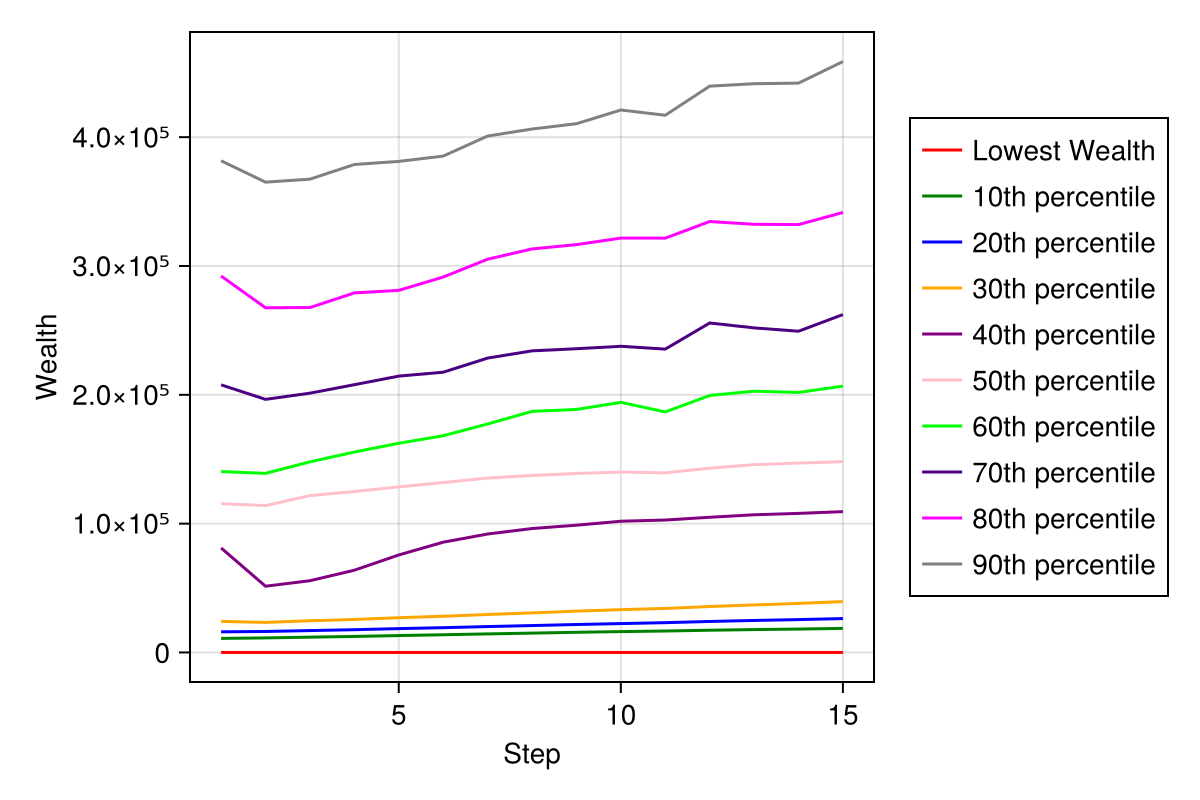 Wealth
4.0×10⁵
3.0×10⁵
2.0×10⁵
1.0×10⁵
0
5
10
15
Step
Lowest Wealth
10th percentile
20th percentile
30th percentile
40th percentile
50th percentile
60th percentile
70th percentile
80th percentile
90th percentile